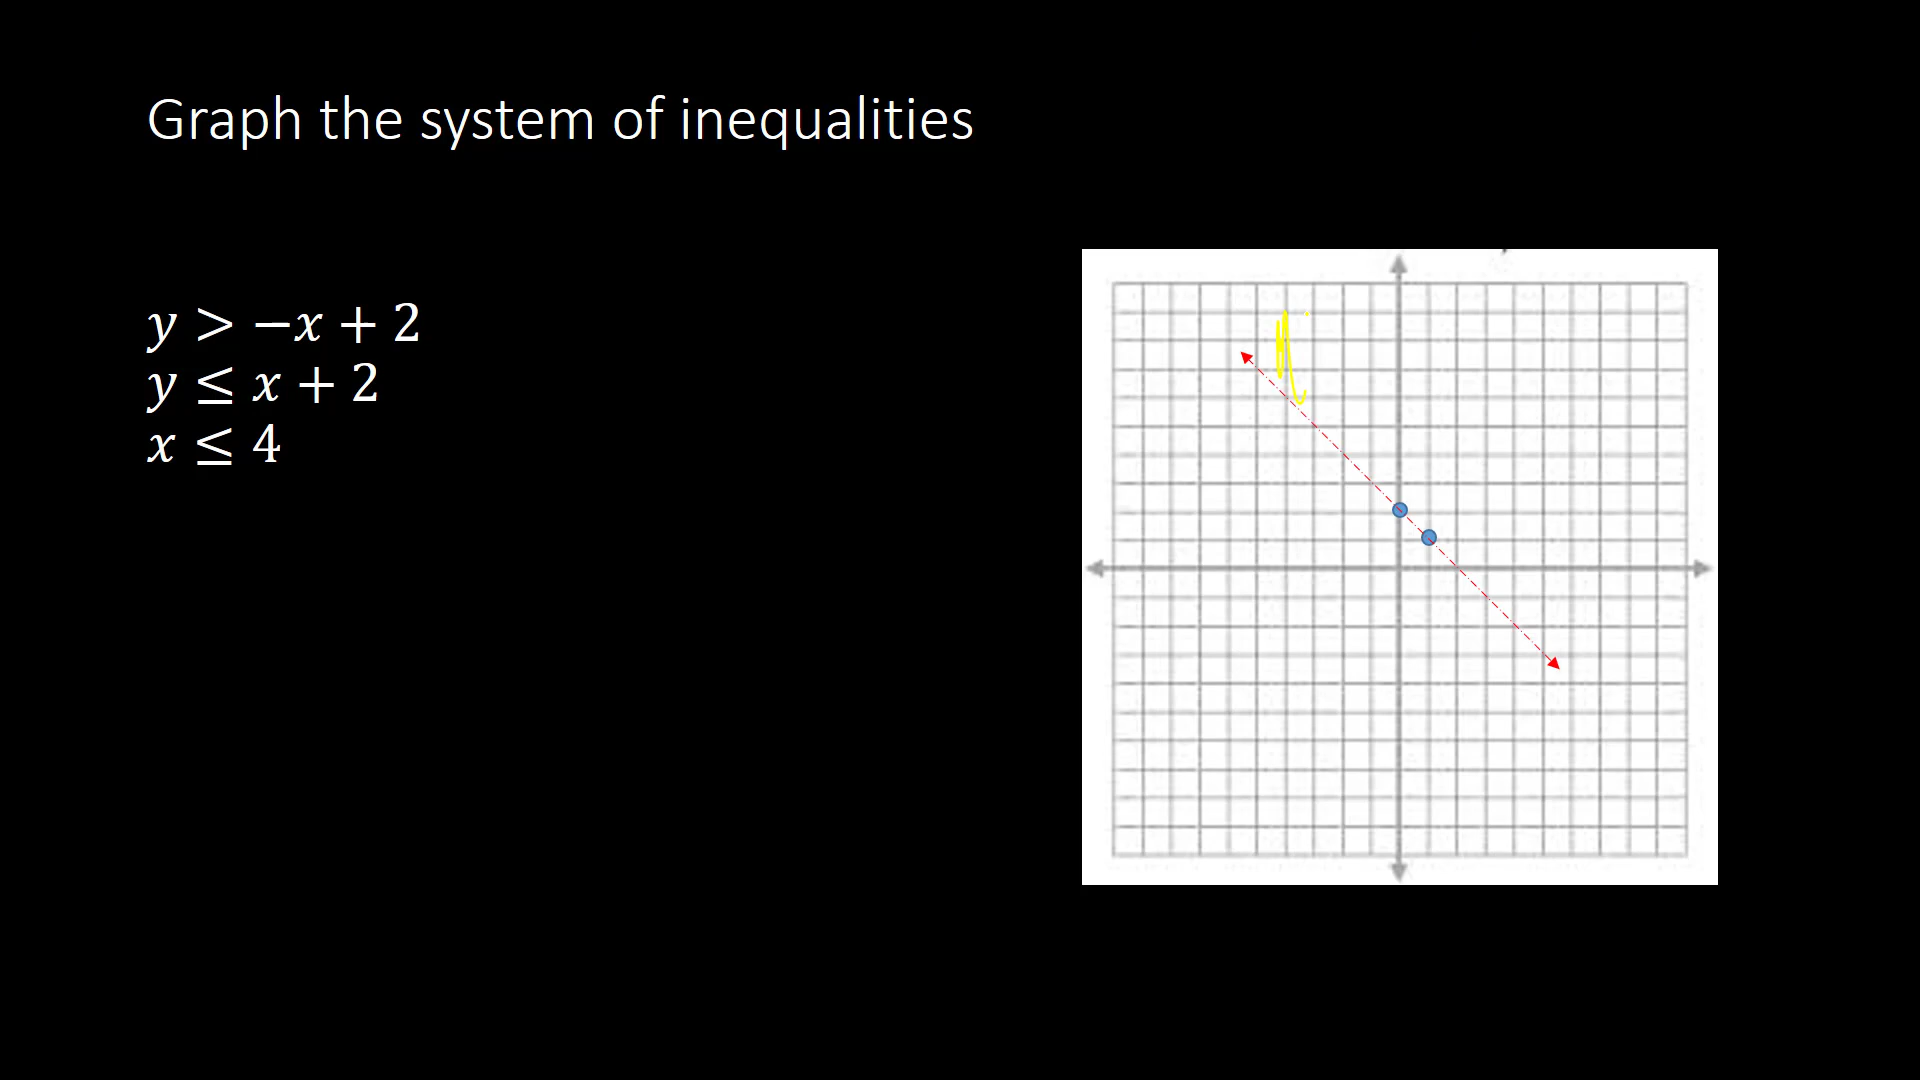 Graph the system of inequalities
y > −x + 2
y ≤ x + 2
x ≤ 4